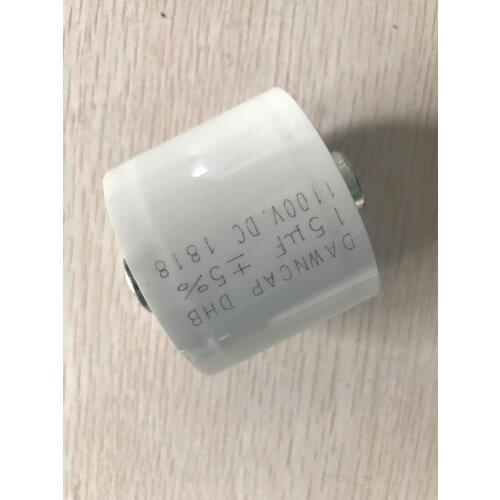 DAWNCAP DHB
15µF ±5%
1100V.DC 1818